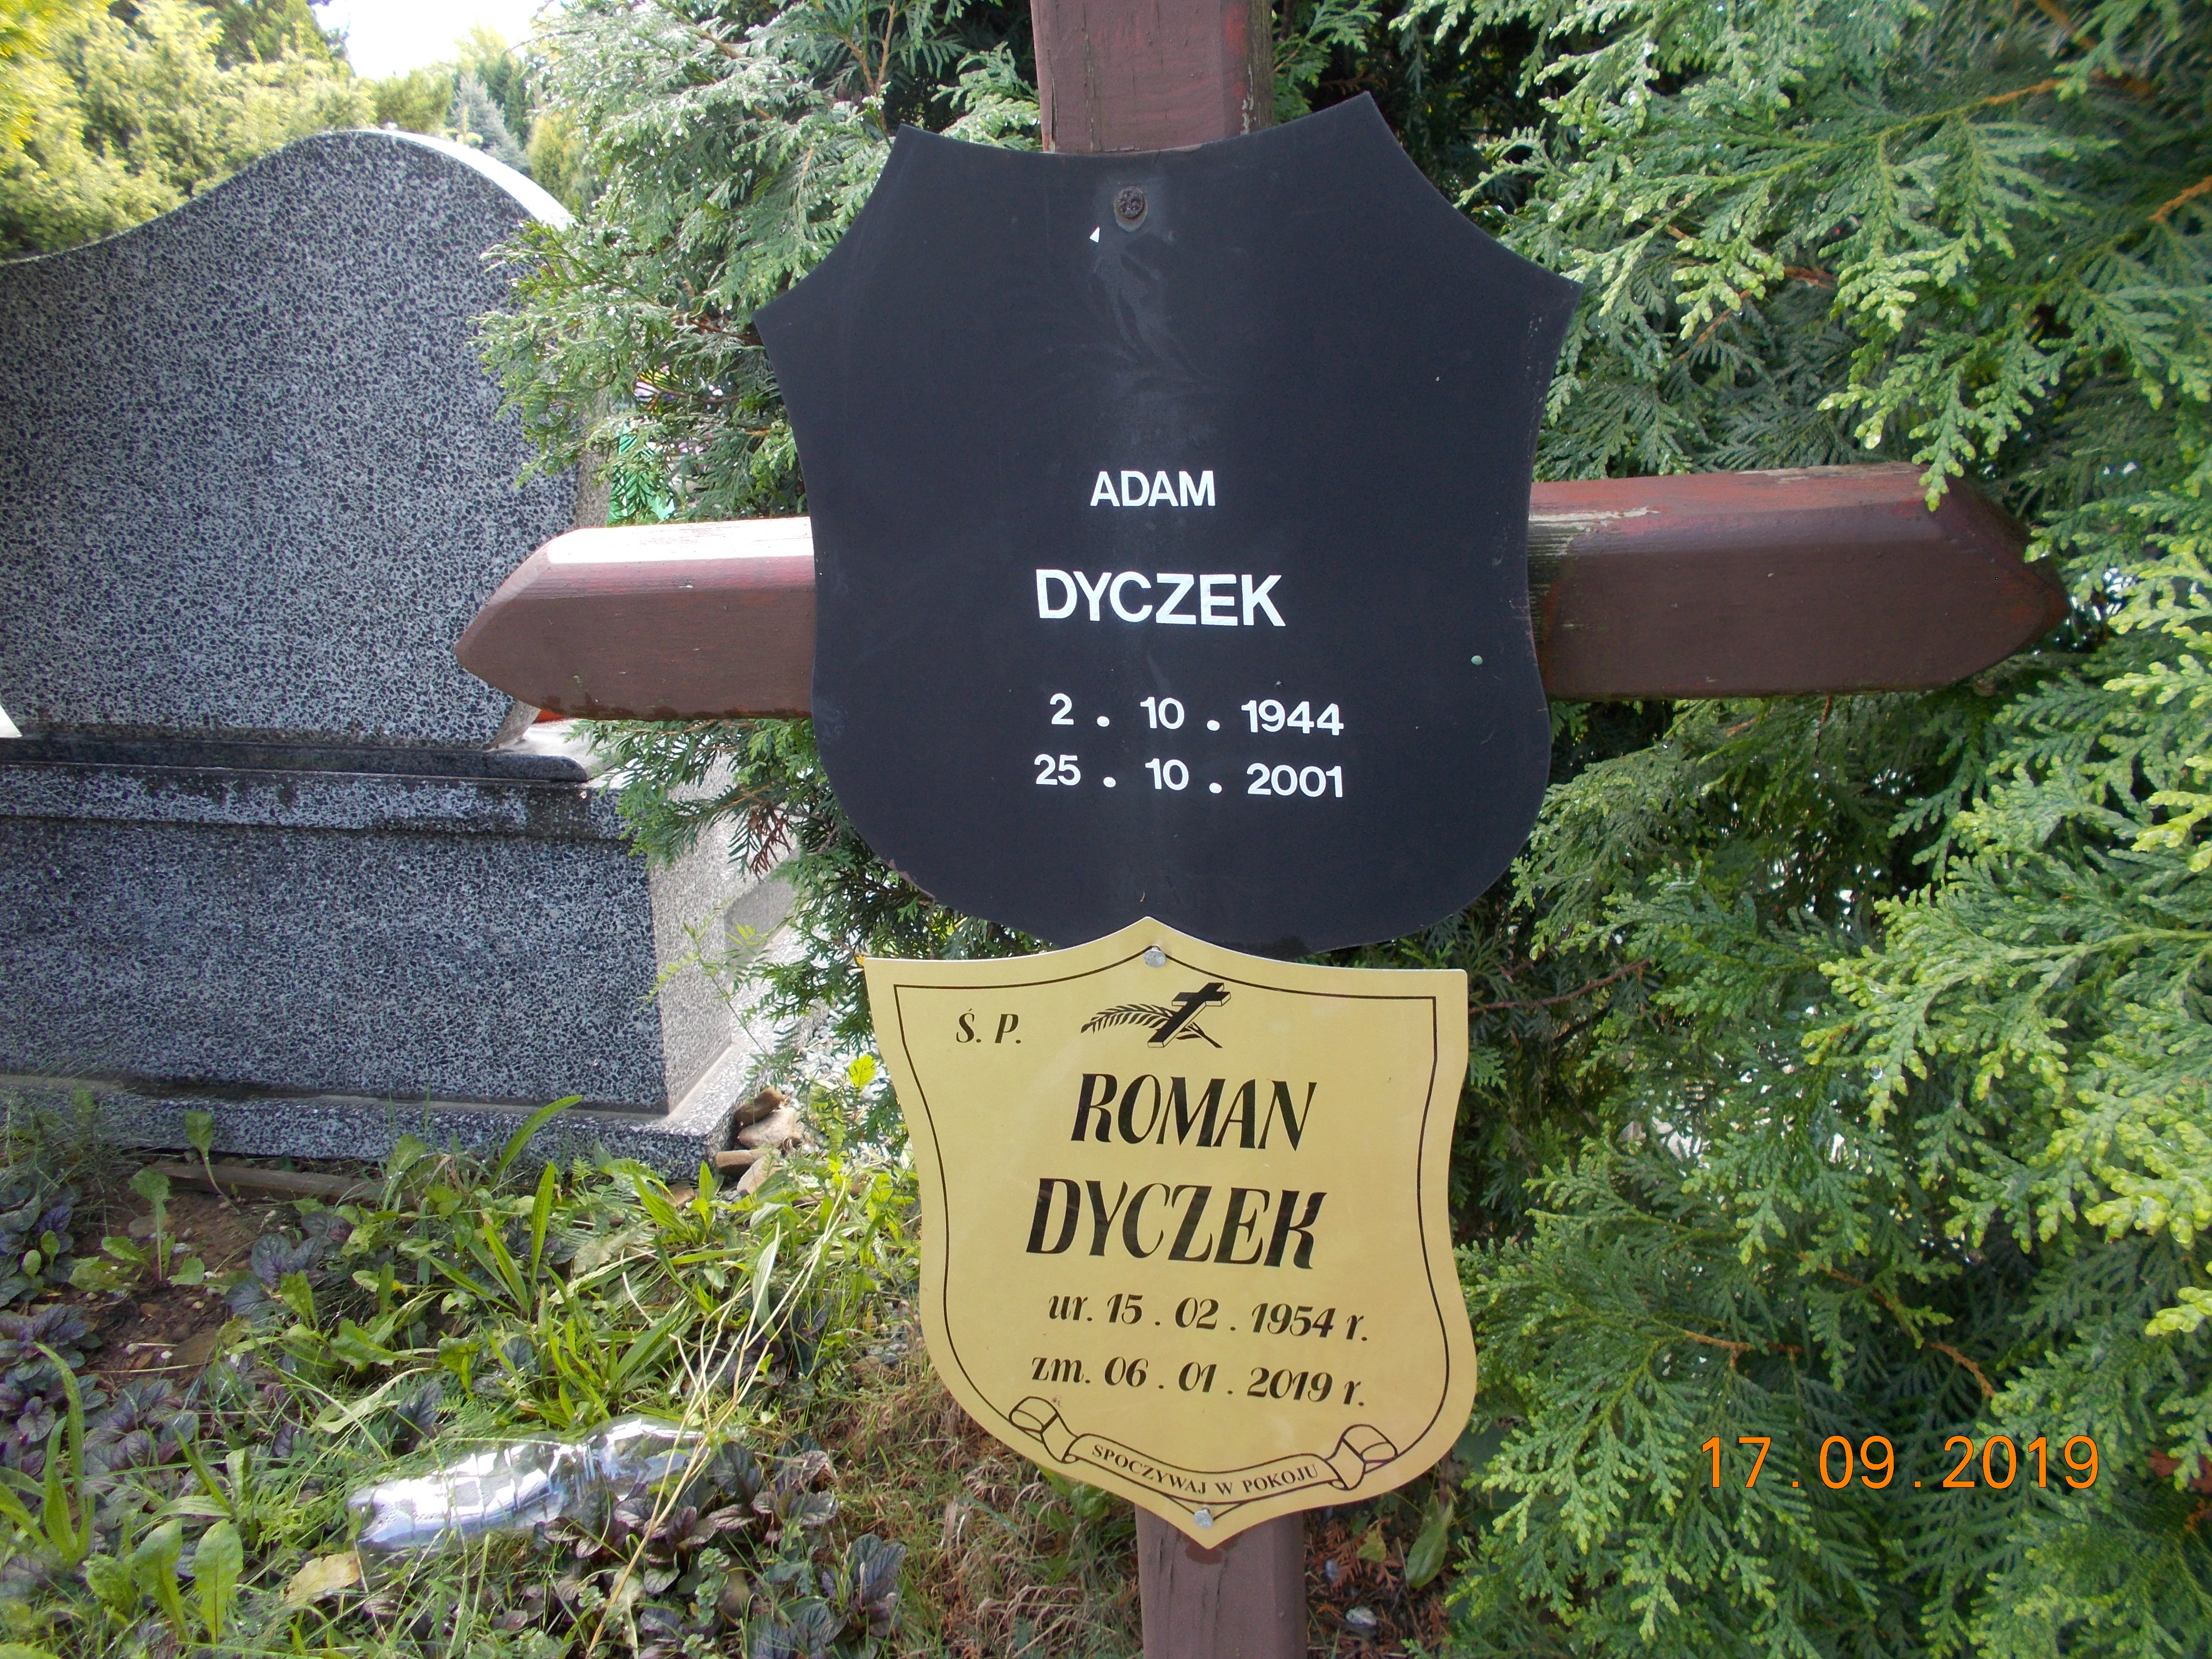 ADAM
DYCZEK
2 . 10 . 1944
25 . 10 . 2001
Ś. P.
ROMAN
DYCZEK
ur. 15 . 02 . 1954 r.
zm. 06 . 01 . 2019 r.
SPOCZYWAJ W POKOJU
17.09.2019